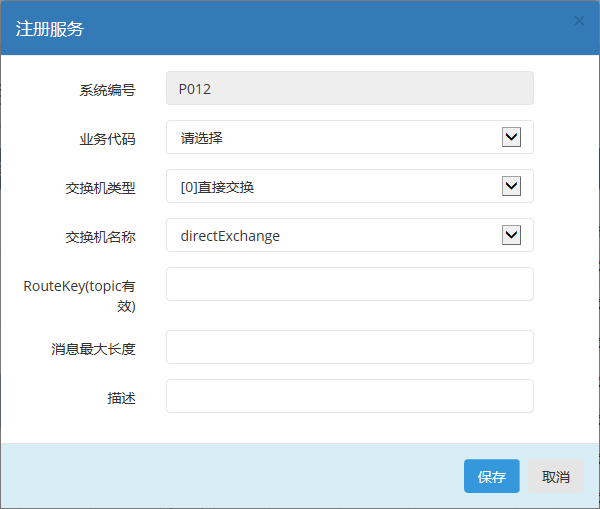 注册服务
系统编号 P012
业务代码 请选择
交换机类型 [0]直接交换
交换机名称 directExchange
RouteKey(topic有
效)
消息最大长度
描述
保存 取消